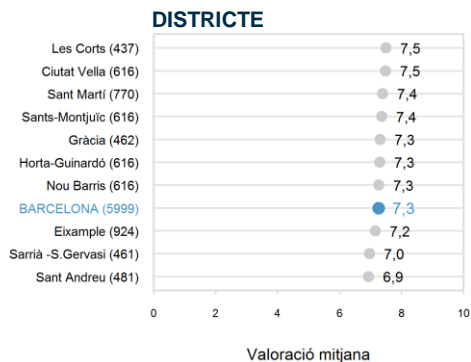 DISTRICTE
Les Corts (437) 7,5
Ciutat Vella (616) 7,5
Sant Martí (770) 7,4
Sants-Montjuïc (616) 7,4
Gràcia (462) 7,3
Horta-Guinardó (616) 7,3
Nou Barris (616) 7,3
BARCELONA (5999) 7,3
Eixample (924) 7,2
Sarrià -S.Gervasi (461) 7,0
Sant Andreu (481) 6,9
0 2 4 6 8 10
Valoració mitjana